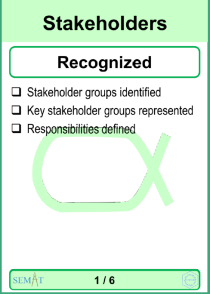 Stakeholders
Recognized
Stakeholder groups identified
Key stakeholder groups represented
Responsibilities defined
SEMAT
1 / 6